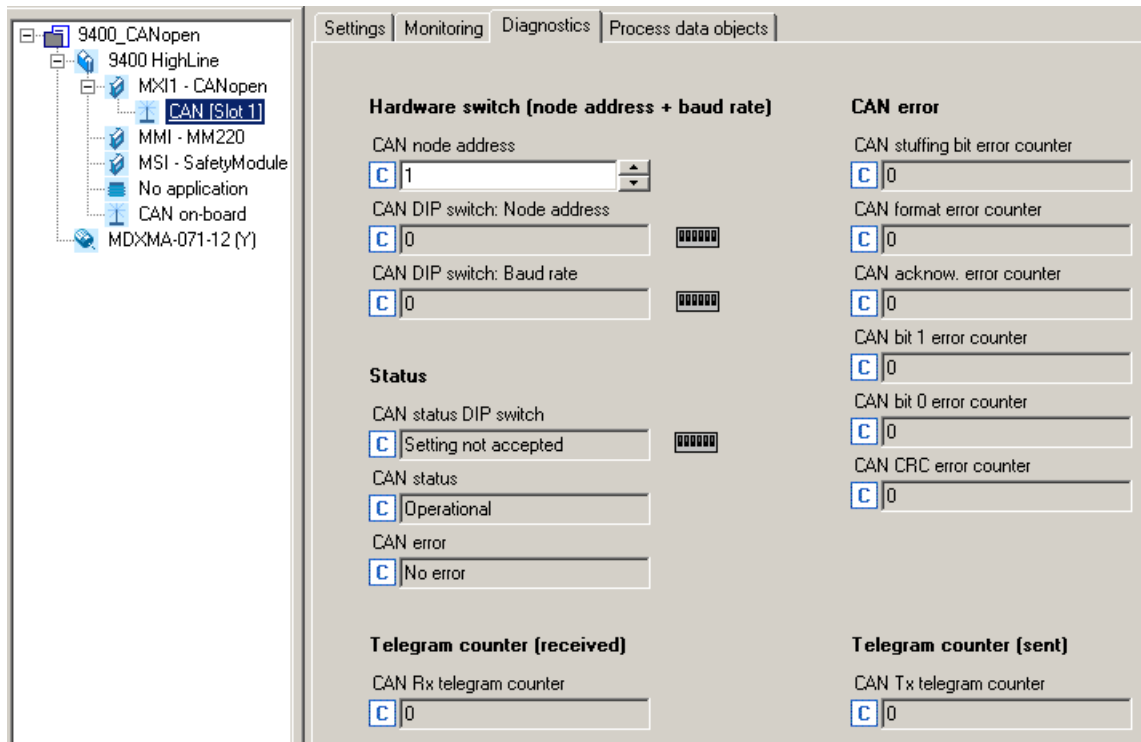 9400_CANopen
9400 HighLine
MXI1 - CANopen
CAN [Slot 1]
MMI - MM220
MSI - SafetyModule
No application
CAN on-board
MDXMA-071-12 (Y)
Settings Monitoring Diagnostics Process data objects
Hardware switch (node address + baud rate)
CAN node address
C 1
CAN DIP switch: Node address
C 0
CAN DIP switch: Baud rate
C 0
Status
CAN status DIP switch
C Setting not accepted
CAN status
C Operational
CAN error
C No error
Telegram counter (received)
CAN Rx telegram counter
C 0
CAN error
CAN stuffing bit error counter
C 0
CAN format error counter
C 0
CAN acknow. error counter
C 0
CAN bit 1 error counter
C 0
CAN bit 0 error counter
C 0
CAN CRC error counter
C 0
Telegram counter (sent)
CAN Tx telegram counter
C 0